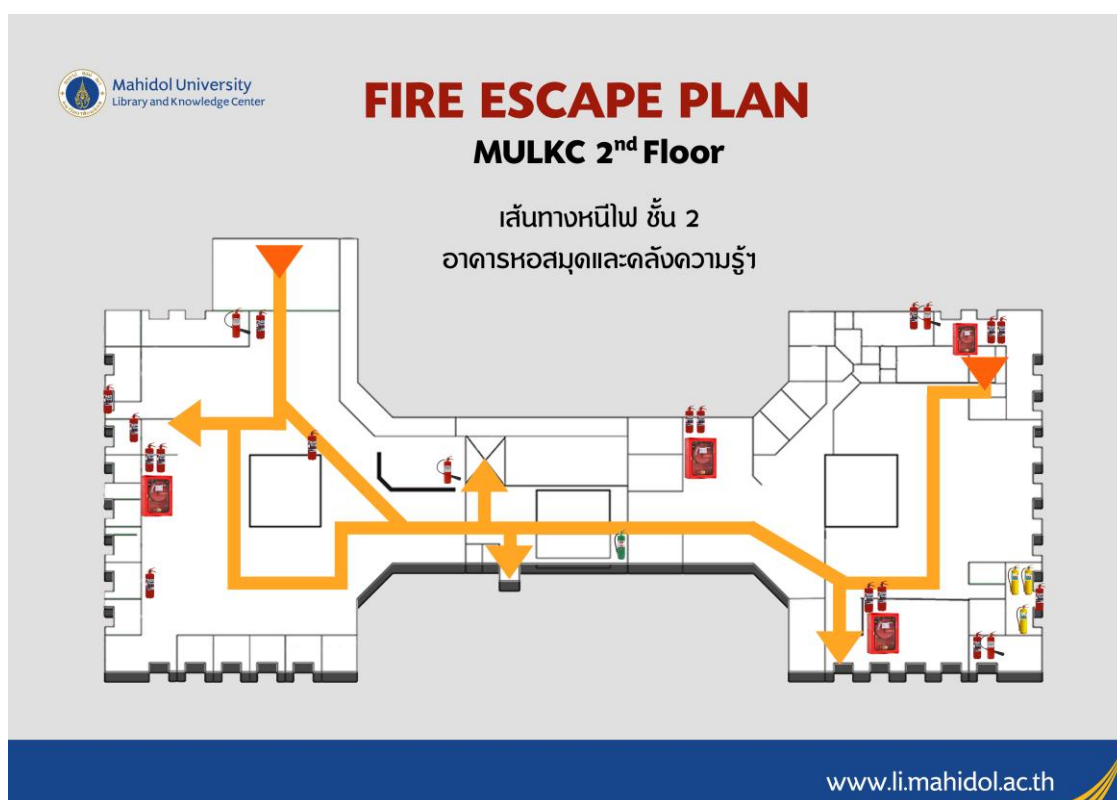 Mahidol University
Library and Knowledge Center
FIRE ESCAPE PLAN
MULKC 2nd Floor
เส้นทางหนีไฟ ชั้น 2
อาคารหอสมุดและคลังความรู้ฯ
www.li.mahidol.ac.th